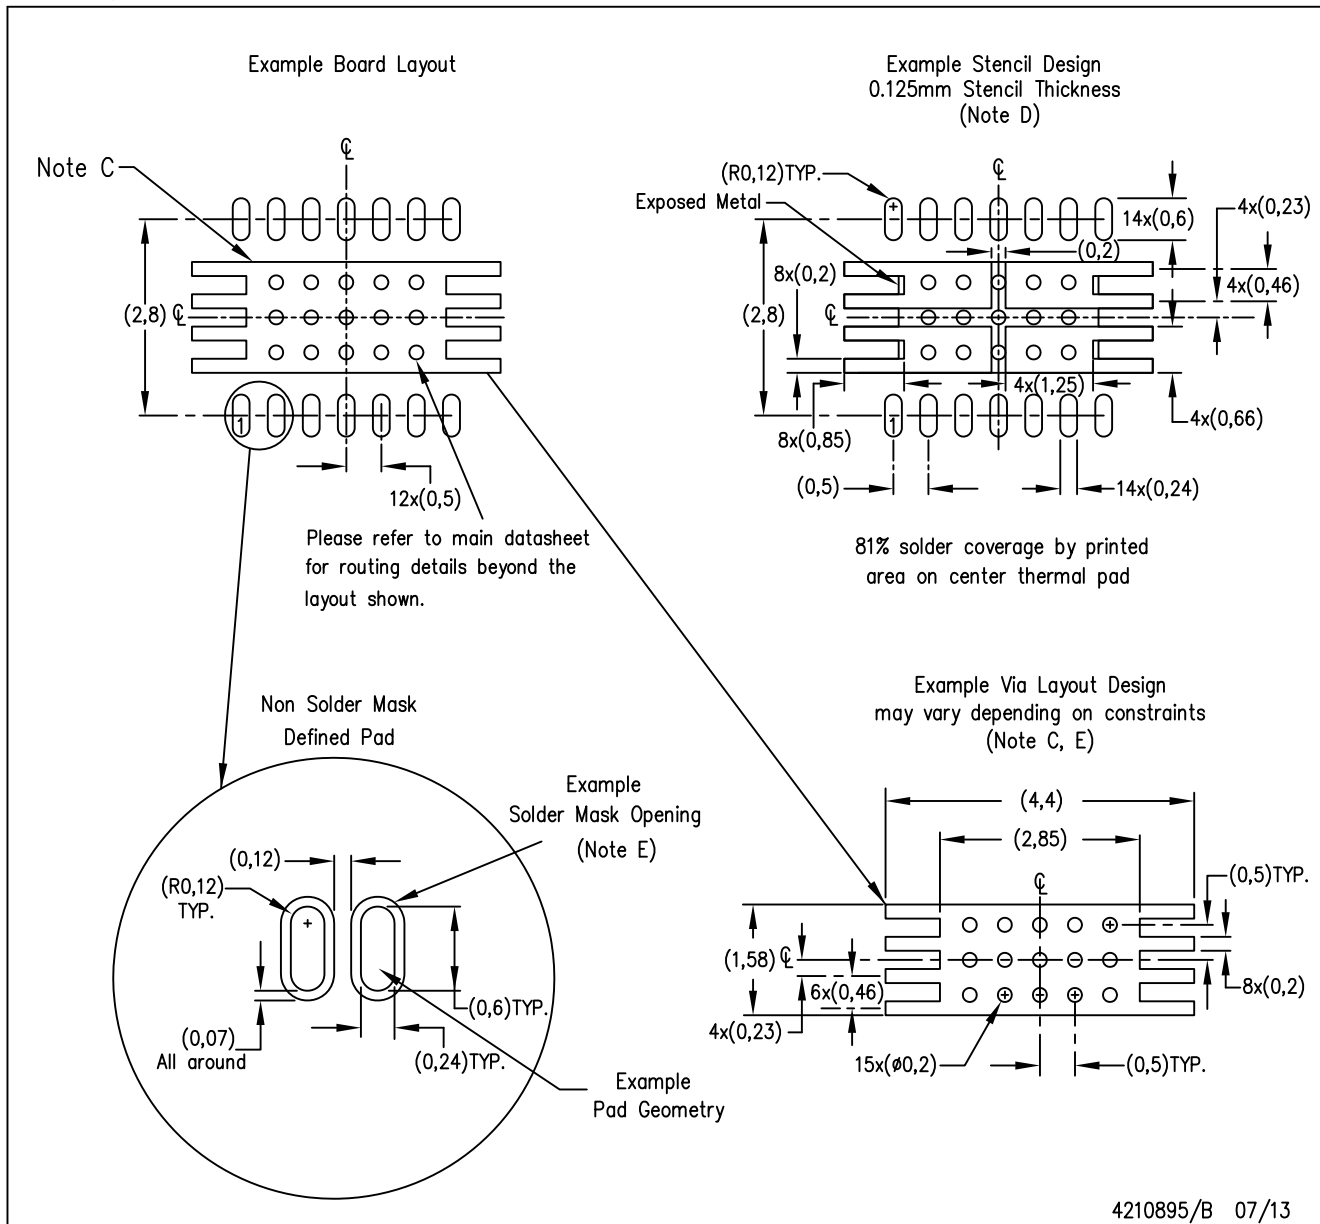 Example Board Layout
Note C
℄
(2,8)
℄
1
12x(0,5)
Please refer to main datasheet
for routing details beyond the
layout shown.
Example Stencil Design
0.125mm Stencil Thickness
(Note D)
℄
(R0,12)TYP.
Exposed Metal
14x(0,6)
4x(0,23)
(0,2)
8x(0,2)
4x(0,46)
(2,8)
℄
4x(1,25)
1
8x(0,85)
4x(0,66)
(0,5)
14x(0,24)
81% solder coverage by printed
area on center thermal pad
Non Solder Mask
Defined Pad
Example
Solder Mask Opening
(Note E)
(0,12)
(R0,12)
TYP.
(0,6)TYP.
(0,07)
All around
(0,24)TYP.
Example
Pad Geometry
Example Via Layout Design
may vary depending on constraints
(Note C, E)
(4,4)
(2,85)
℄
(0,5)TYP.
(1,58)
℄
6x(0,46)
8x(0,2)
4x(0,23)
15x(ø0,2)
(0,5)TYP.
4210895/B 07/13